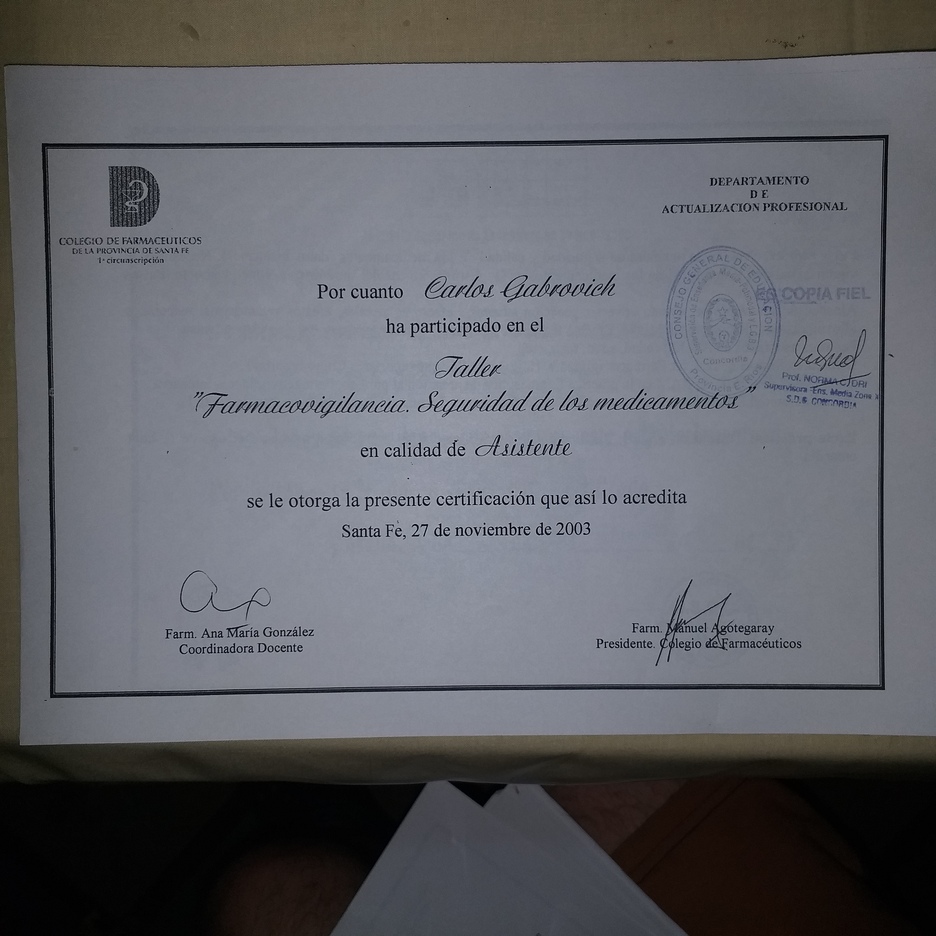 COLEGIO DE FARMACEUTICOS
DE LA PROVINCIA DE SANTA FE
1ª circunscripción
DEPARTAMENTO
D E
ACTUALIZACION PROFESIONAL
Por cuanto Carlos Gabrovich
ha participado en el
Taller
"Farmacovigilancia. Seguridad de los medicamentos"
en calidad de Asistente
se le otorga la presente certificación que así lo acredita
Santa Fe, 27 de noviembre de 2003
CONSEJO GENERAL DE EDUCACION
Concordia
ES COPIA FIEL
Prof. NORMA
Supervisora Ens. Media Zona
CONCORDIA
Farm. Ana María González
Coordinadora Docente
Farm. Manuel Agotegaray
Presidente. Colegio de Farmacéuticos